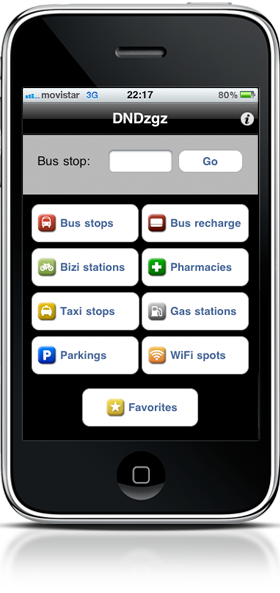 movistar 3G 22:17 80%
DNDzgz i
Bus stop: Go
Bus stops Bus recharge
Bizi stations Pharmacies
Taxi stops Gas stations
P Parkings WiFi spots
Favorites